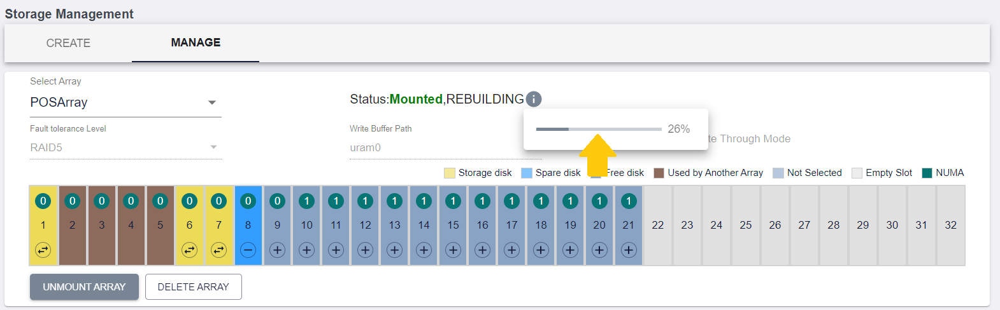 Storage Management
CREATE MANAGE
Select Array
POSArray
Status:Mounted,REBUILDING i
26%
Fault tolerance Level
RAID5
Write Buffer Path
uram0
te Through Mode
Storage disk Spare disk Free disk Used by Another Array Not Selected Empty Slot NUMA
0 0 0 0 0 0 0 0 0 1 1 1 1 1 1 1 1 1 1 1 1
1 2 3 4 5 6 7 8 9 10 11 12 13 14 15 16 17 18 19 20 21 22 23 24 25 26 27 28 29 30 31 32
UNMOUNT ARRAY DELETE ARRAY